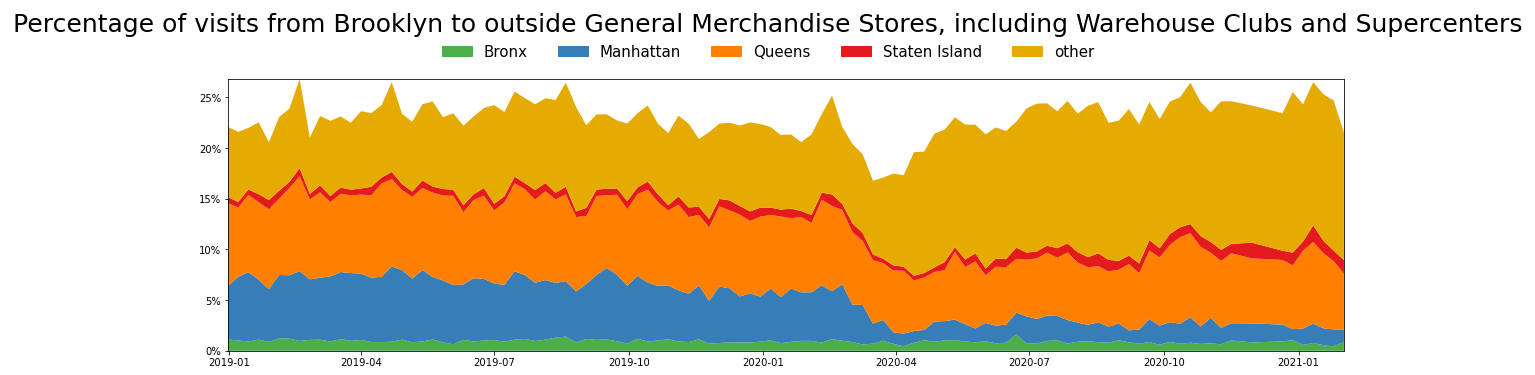 Percentage of visits from Brooklyn to outside General Merchandise Stores, including Warehouse Clubs and Supercenters
Bronx Manhattan Queens Staten Island other
25%
20%
15%
10%
5%
0%
2019-01 2019-04 2019-07 2019-10 2020-01 2020-04 2020-07 2020-10 2021-01